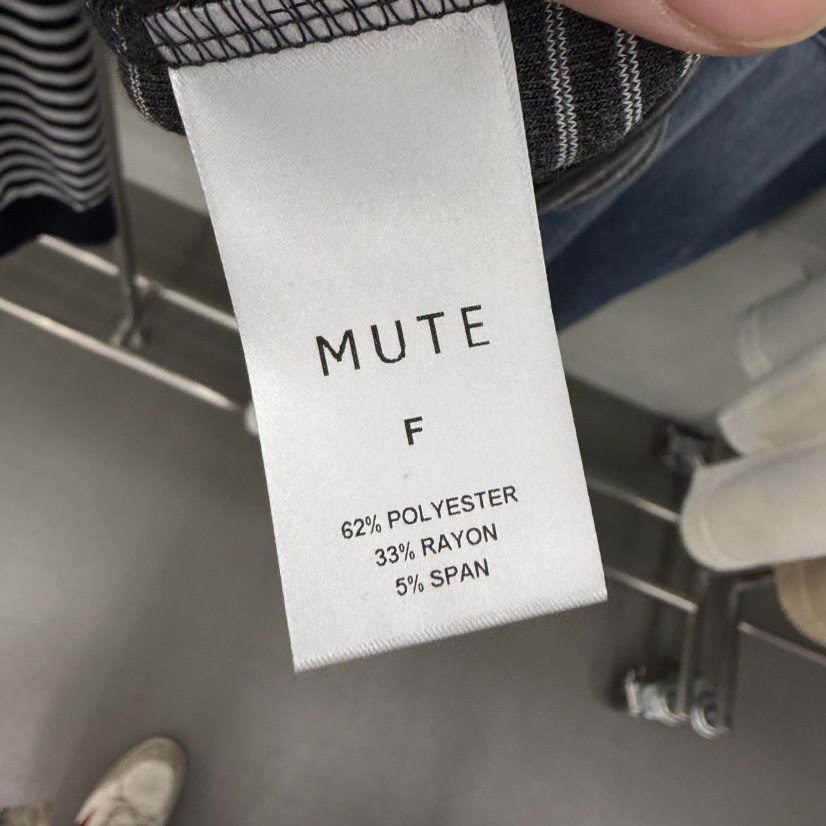 MUTE
F
62% POLYESTER
33% RAYON
5% SPAN